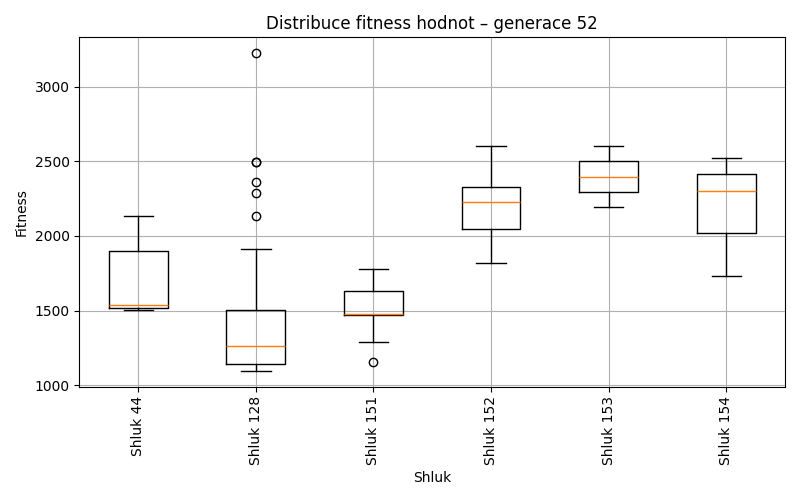 Distribuce fitness hodnot – generace 52
Fitness
3000
2500
2000
1500
1000
Shluk 44
Shluk 128
Shluk 151
Shluk 152
Shluk 153
Shluk 154
Shluk